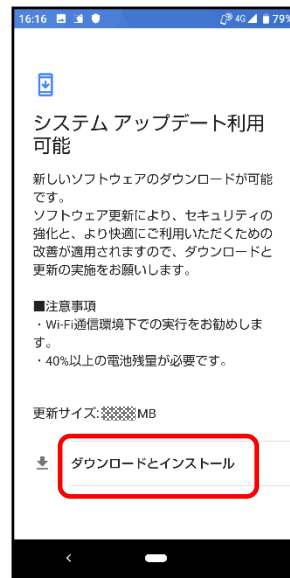 16:16 4G 79%
システム アップデート利用
可能
新しいソフトウェアのダウンロードが可能
です。
ソフトウェア更新により、セキュリティの
強化と、より快適にご利用いただくための
改善が適用されますので、ダウンロードと
更新の実施をお願いします。
■注意事項
・Wi-Fi通信環境下での実行をお勧めしま
す。
・40%以上の電池残量が必要です。
更新サイズ: MB
ダウンロードとインストール